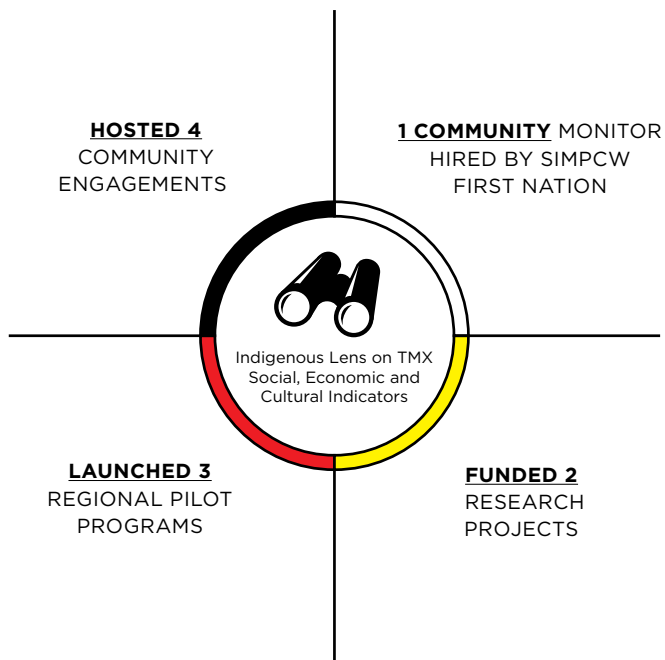 HOSTED 4
COMMUNITY
ENGAGEMENTS
1 COMMUNITY MONITOR
HIRED BY SIMPCW
FIRST NATION
Indigenous Lens on TMX
Social, Economic and
Cultural Indicators
LAUNCHED 3
REGIONAL PILOT
PROGRAMS
FUNDED 2
RESEARCH
PROJECTS